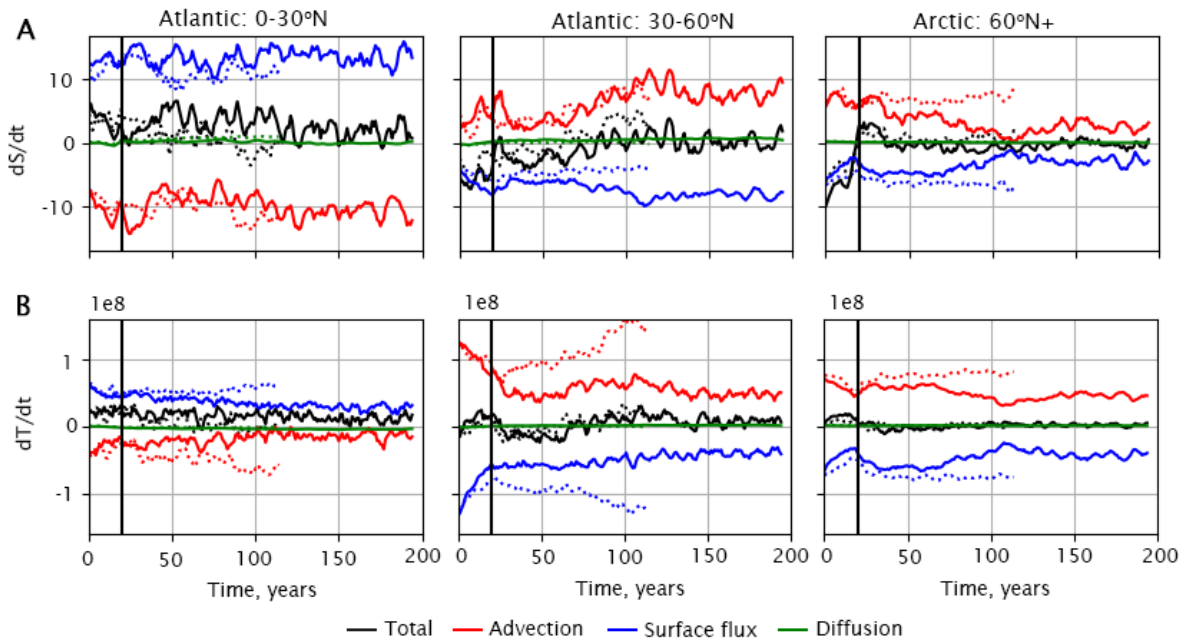 A
Atlantic: 0-30ºN
Atlantic: 30-60ºN
Arctic: 60ºN+
dS/dt
10
0
-10
B
1e8
1e8
1e8
dT/dt
1
0
-1
0 50 100 150 200
0 50 100 150 200
0 50 100 150 200
Time, years
Time, years
Time, years
Total
Advection
Surface flux
Diffusion